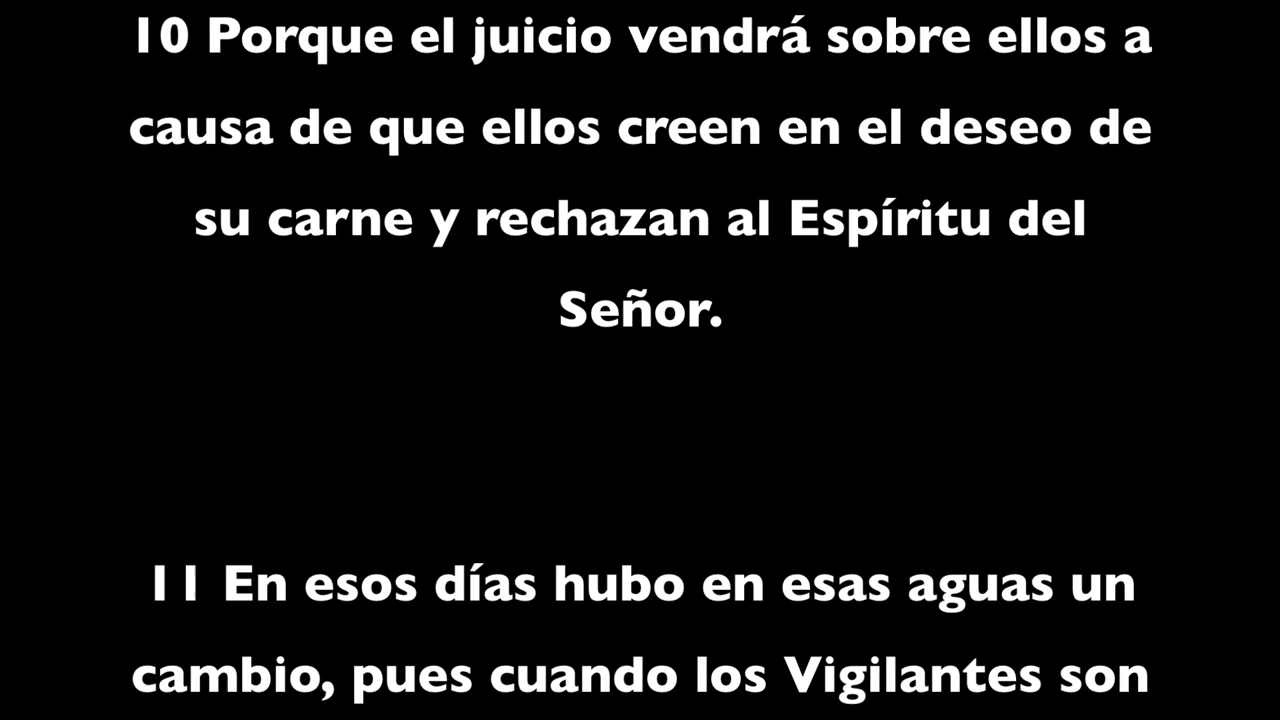 10 Porque el juicio vendrá sobre ellos a
causa de que ellos creen en el deseo de
su carne y rechazan al Espíritu del
Señor.
11 En esos días hubo en esas aguas un
cambio, pues cuando los Vigilantes son